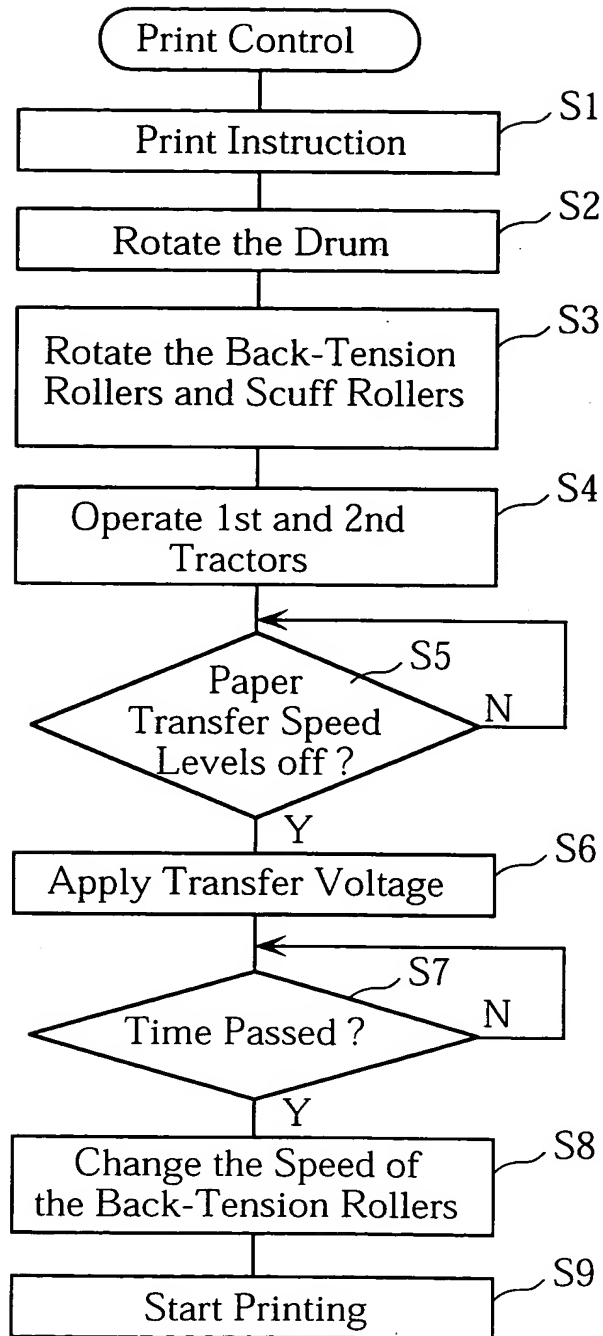 Print Control
S1
Print Instruction
S2
Rotate the Drum
S3
Rotate the Back-Tension
Rollers and Scuff Rollers
S4
Operate 1st and 2nd
Tractors
S5
Paper
Transfer Speed
Levels off ?
N
Y
S6
Apply Transfer Voltage
S7
Time Passed ?
N
Y
S8
Change the Speed of
the Back-Tension Rollers
S9
Start Printing